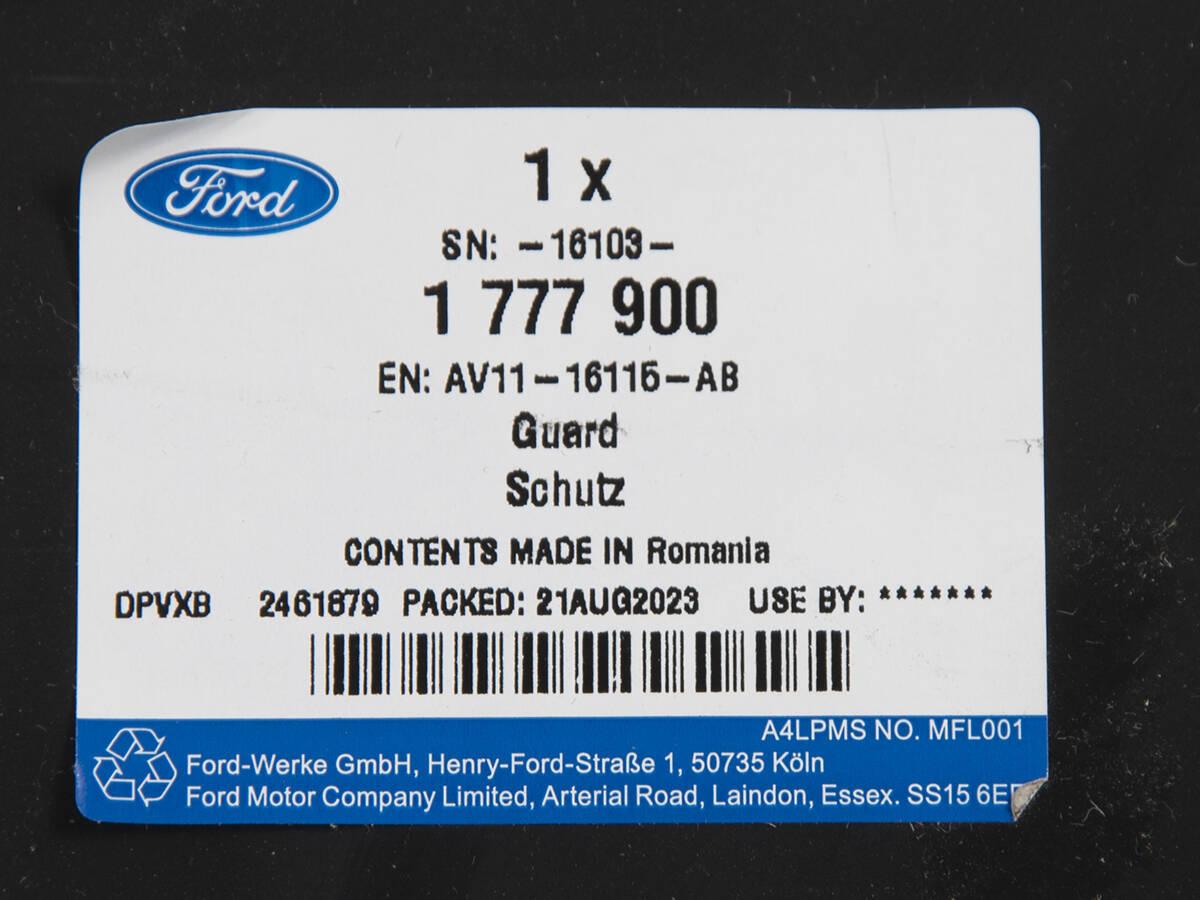 Ford
1 x
SN: -16103-
1 777 900
EN: AV11-16115-AB
Guard
Schutz
CONTENTS MADE IN Romania
DPVXB 2461879 PACKED: 21AUG2023 USE BY: *******
A4LPMS NO. MFL001
Ford-Werke GmbH, Henry-Ford-Straße 1, 50735 Köln
Ford Motor Company Limited, Arterial Road, Laindon, Essex. SS15